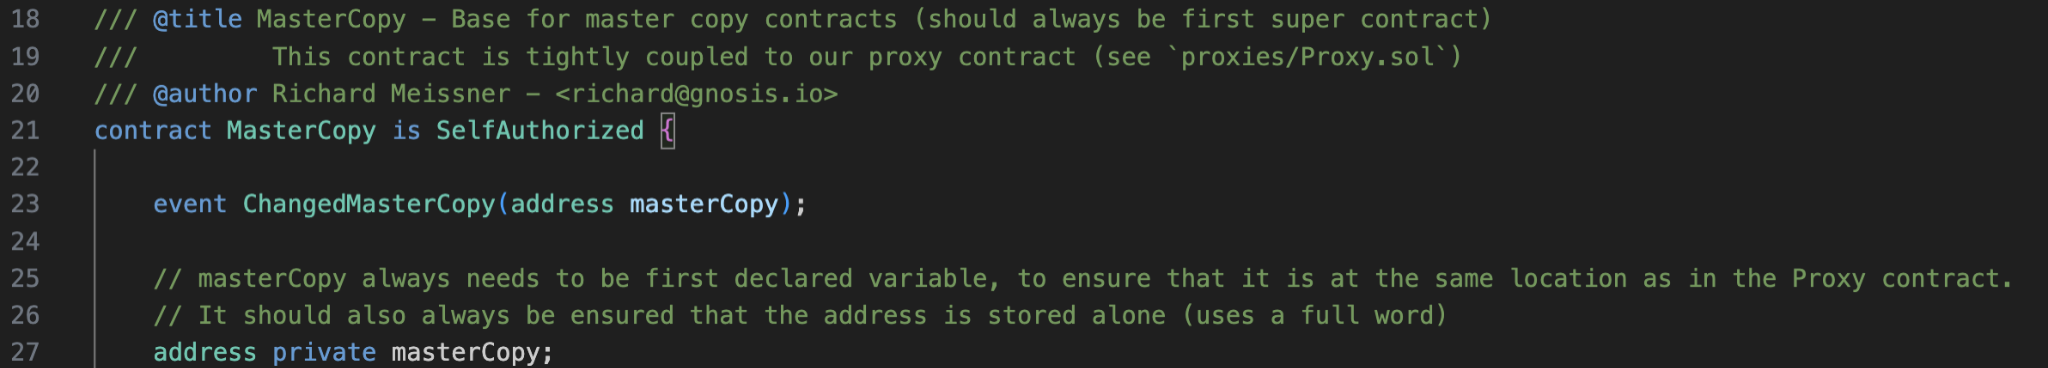 18 /// @title MasterCopy - Base for master copy contracts (should always be first super contract)
19 ///         This contract is tightly coupled to our proxy contract (see `proxies/Proxy.sol`)
20 /// @author Richard Meissner - <richard@gnosis.io>
21 contract MasterCopy is SelfAuthorized {
22
23     event ChangedMasterCopy(address masterCopy);
24
25     // masterCopy always needs to be first declared variable, to ensure that it is at the same location as in the Proxy contract.
26     // It should also always be ensured that the address is stored alone (uses a full word)
27     address private masterCopy;